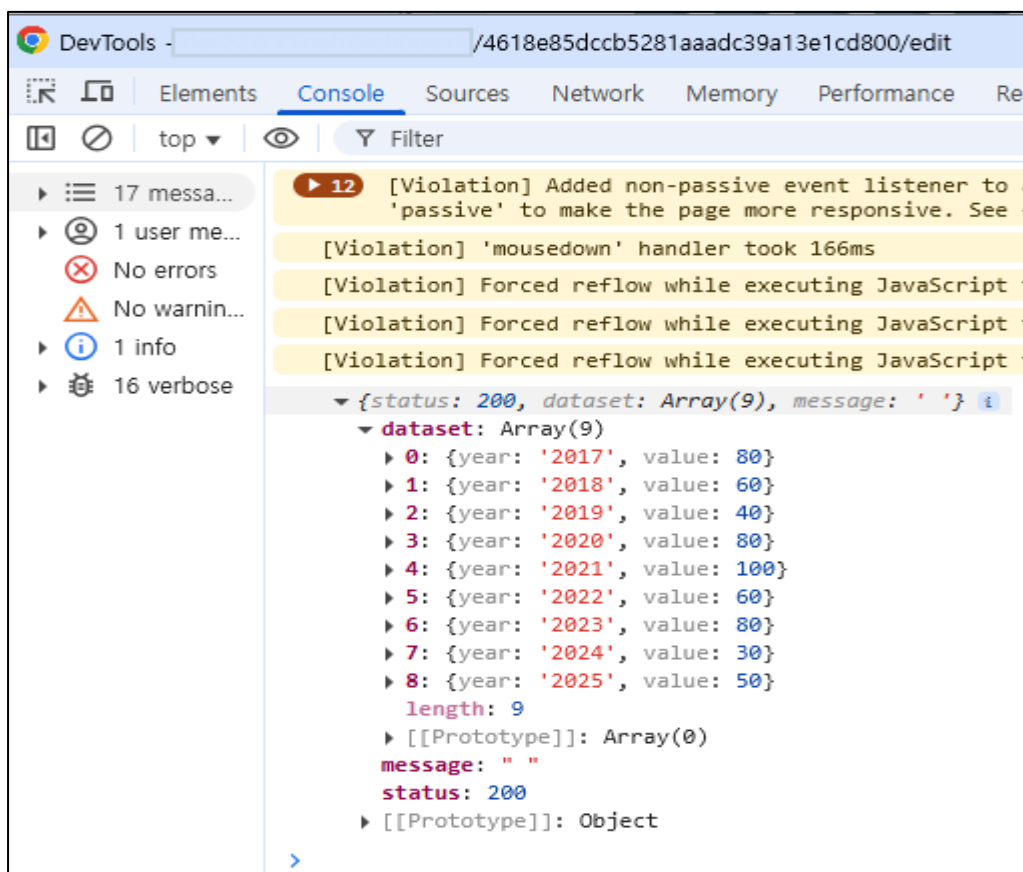 DevTools - /4618e85dccb5281aaadc39a13e1cd800/edit
Elements Console Sources Network Memory Performance Re
top Filter
17 messa...
1 user me...
No errors
No warnin...
1 info
16 verbose
12 [Violation] Added non-passive event listener to
'passive' to make the page more responsive. See
[Violation] 'mousedown' handler took 166ms
[Violation] Forced reflow while executing JavaScript
[Violation] Forced reflow while executing JavaScript
[Violation] Forced reflow while executing JavaScript
{status: 200, dataset: Array(9), message: ' '} i
dataset: Array(9)
0: {year: '2017', value: 80}
1: {year: '2018', value: 60}
2: {year: '2019', value: 40}
3: {year: '2020', value: 80}
4: {year: '2021', value: 100}
5: {year: '2022', value: 60}
6: {year: '2023', value: 80}
7: {year: '2024', value: 30}
8: {year: '2025', value: 50}
length: 9
[[Prototype]]: Array(0)
message: " "
status: 200
[[Prototype]]: Object